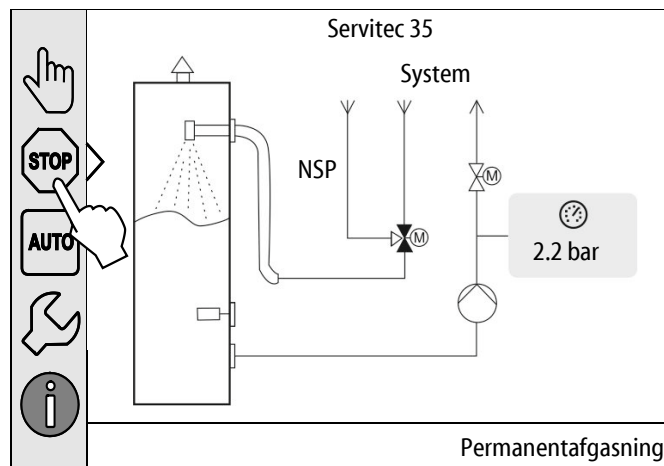 Servitec 35
System
STOP
NSP
M
AUTO
M
2.2 bar
i
Permanentafgasning